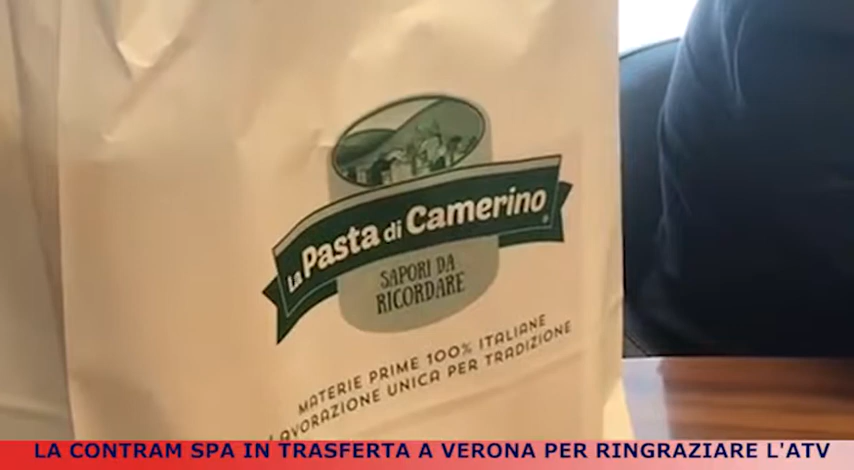 La Pasta di Camerino
SAPORI DA
RICORDARE
MATERIE PRIME 100% ITALIANE
LAVORAZIONE UNICA PER TRADIZIONE
LA CONTRAM SPA IN TRASFERTA A VERONA PER RINGRAZIARE L'ATV